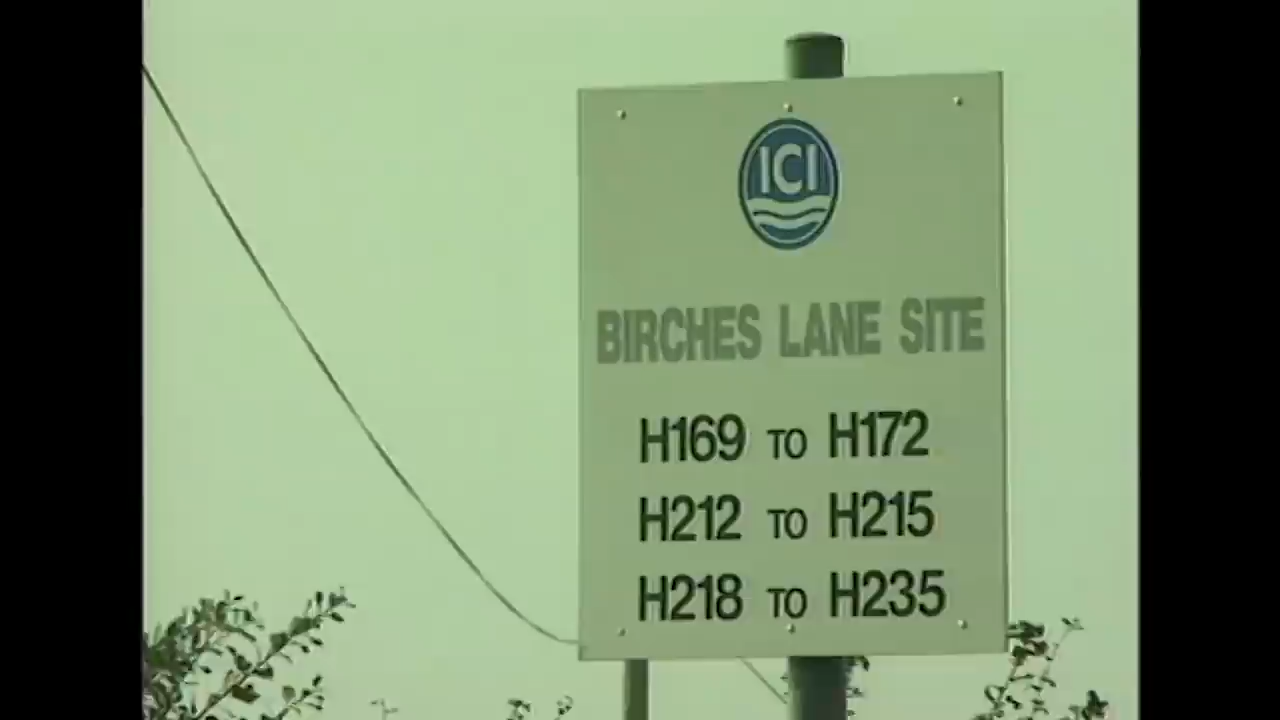 ICI
BIRCHES LANE SITE
H169 TO H172
H212 TO H215
H218 TO H235